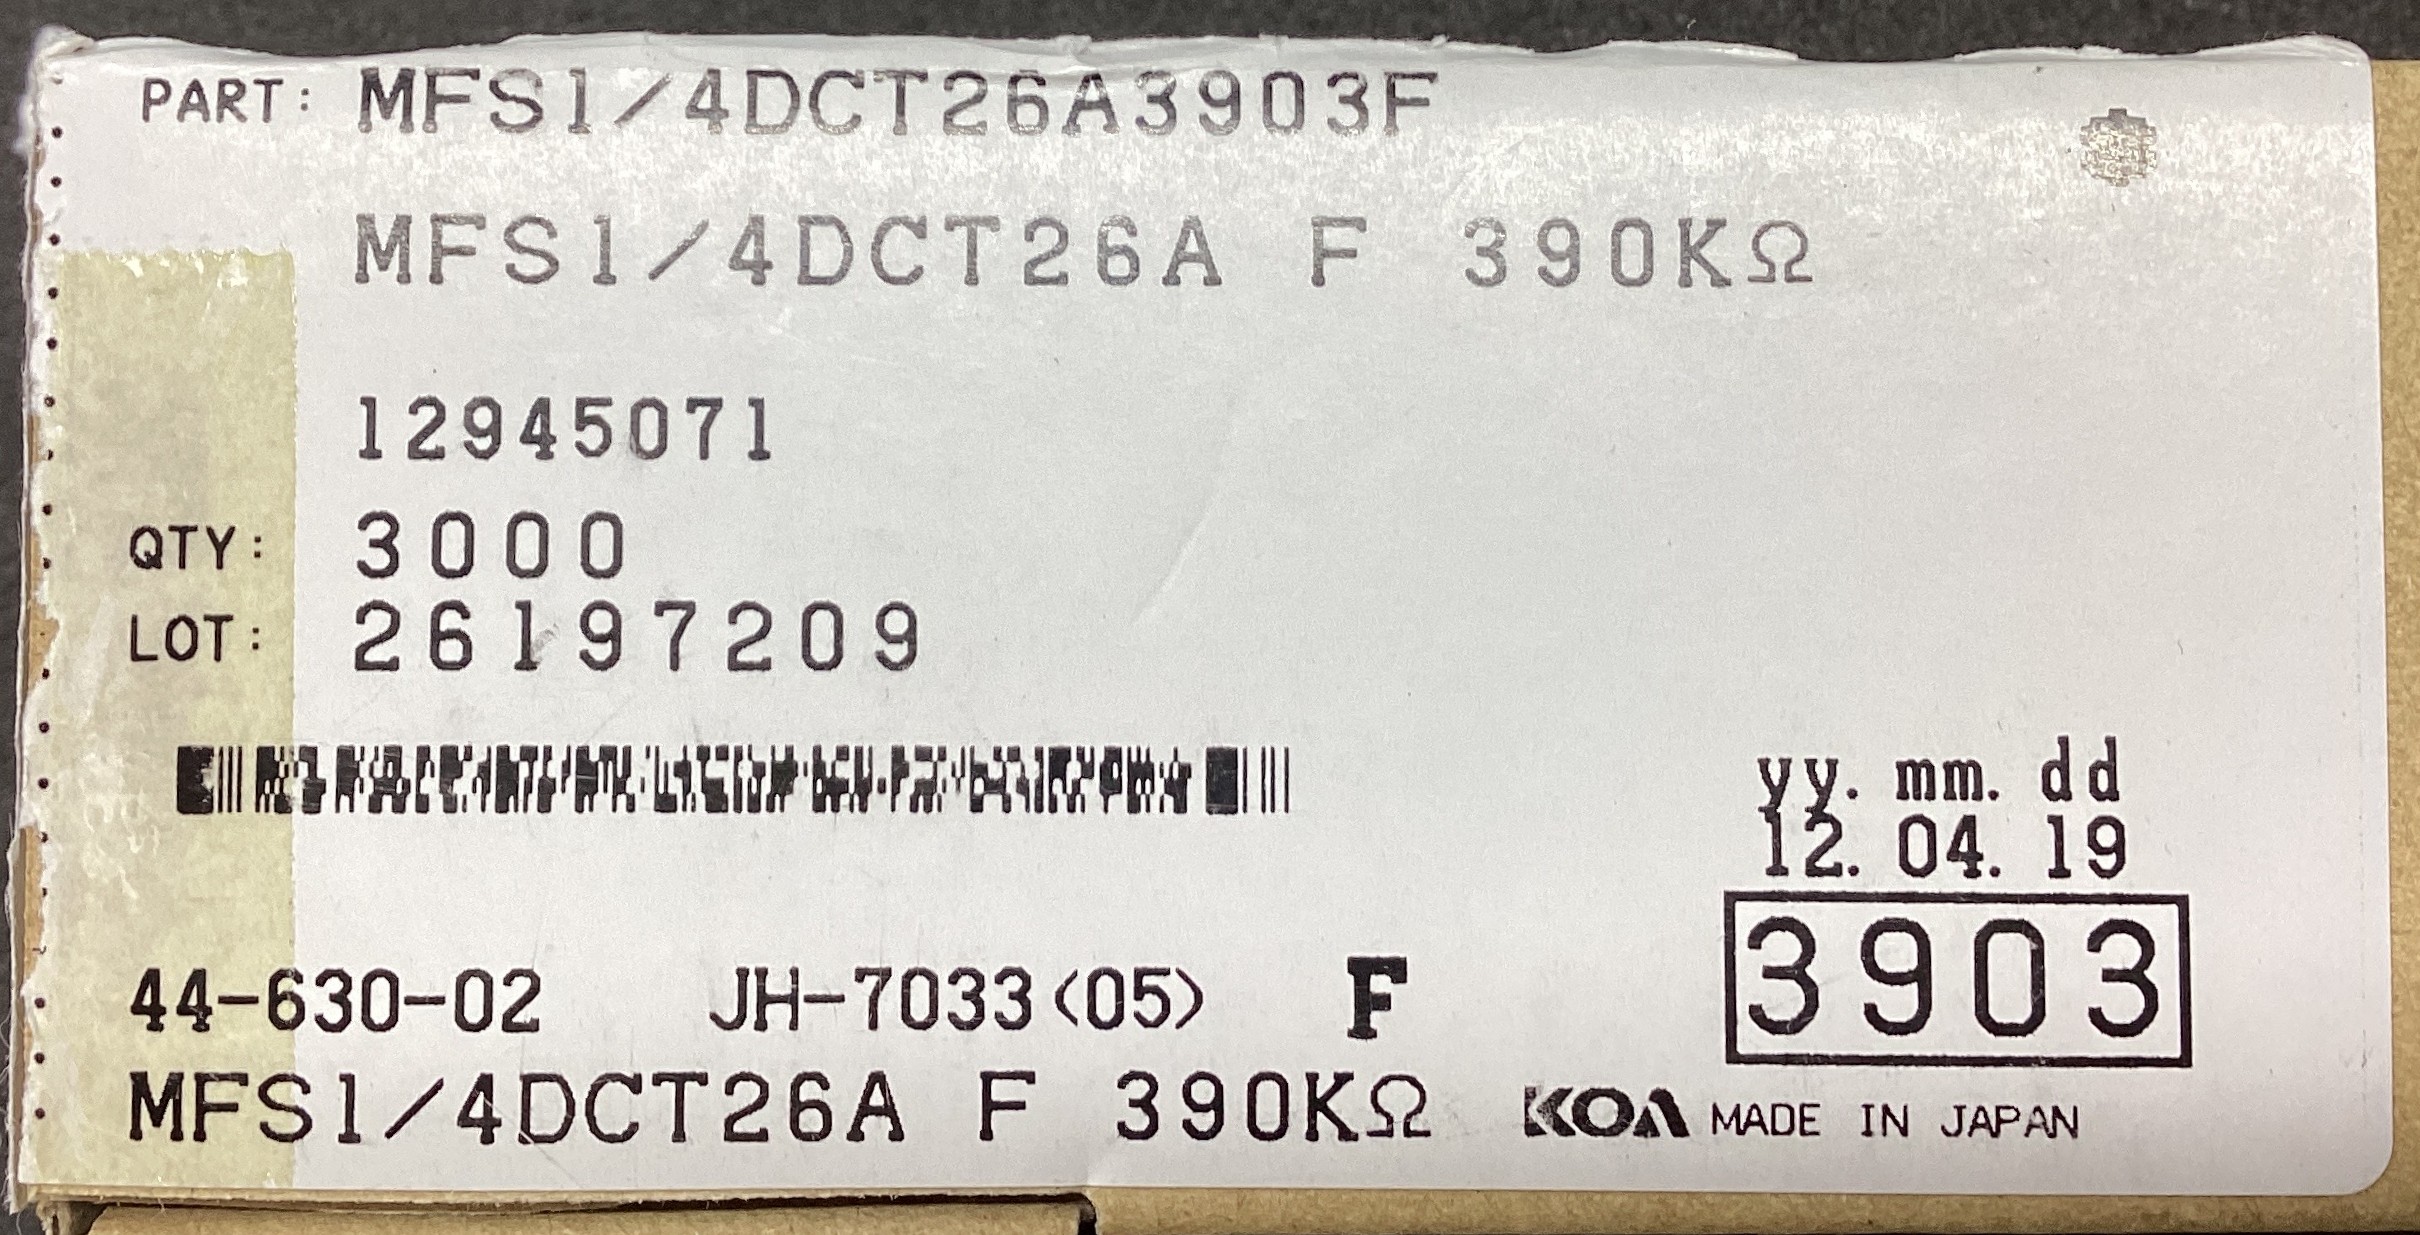 PART: MFS1/4DCT26A3903F
MFS1/4DCT26A F 390KΩ
12945071
QTY: 3000
LOT: 26197209
yy. mm. dd
12. 04. 19
3903
44-630-02 JH-7033<05> F
MFS1/4DCT26A F 390KΩ KOA MADE IN JAPAN